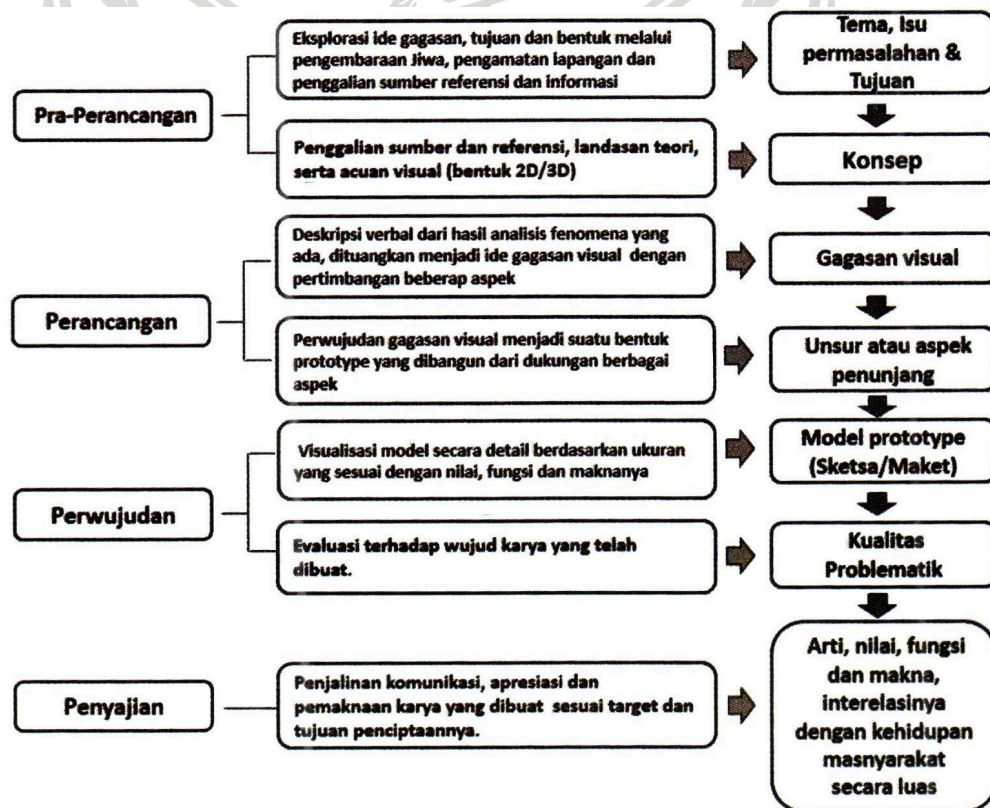 Pra-Perancangan
Eksplorasi ide gagasan, tujuan dan bentuk melalui
pengembaraan Jiwa, pengamatan lapangan dan
penggalian sumber referensi dan informasi
Tema, Isu
permasalahan &
Tujuan
Penggalian sumber dan referensi, landasan teori,
serta acuan visual (bentuk 2D/3D)
Konsep
Perancangan
Deskripsi verbal dari hasil analisis fenomena yang
ada, dituangkan menjadi ide gagasan visual dengan
pertimbangan beberap aspek
Gagasan visual
Perwujudan gagasan visual menjadi suatu bentuk
prototype yang dibangun dari dukungan berbagai
aspek
Unsur atau aspek
penunjang
Perwujudan
Visualisasi model secara detail berdasarkan ukuran
yang sesuai dengan nilai, fungsi dan maknanya
Model prototype
(Sketsa/Maket)
Evaluasi terhadap wujud karya yang telah
dibuat.
Kualitas
Problematik
Penyajian
Penjalinan komunikasi, apresiasi dan
pemaknaan karya yang dibuat sesuai target dan
tujuan penciptaannya.
Arti, nilai, fungsi
dan makna,
interelasinya
dengan kehidupan
masnyarakat
secara luas